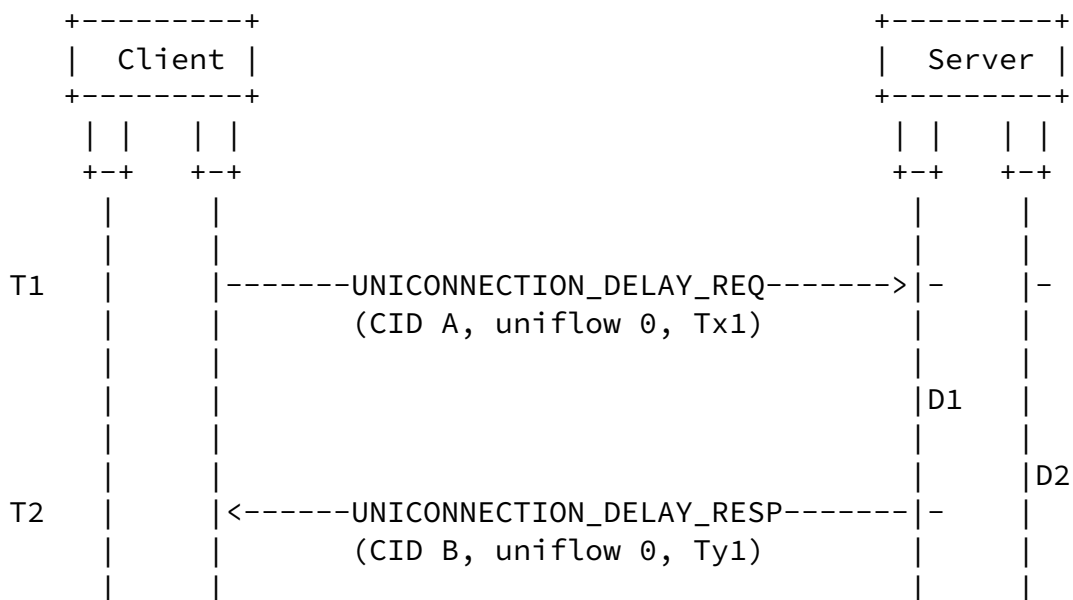 Client Server
T1 UNICONNECTION_DELAY_REQ
(CID A, uniflow 0, Tx1)
D1
D2
T2 UNICONNECTION_DELAY_RESP
(CID B, uniflow 0, Ty1)